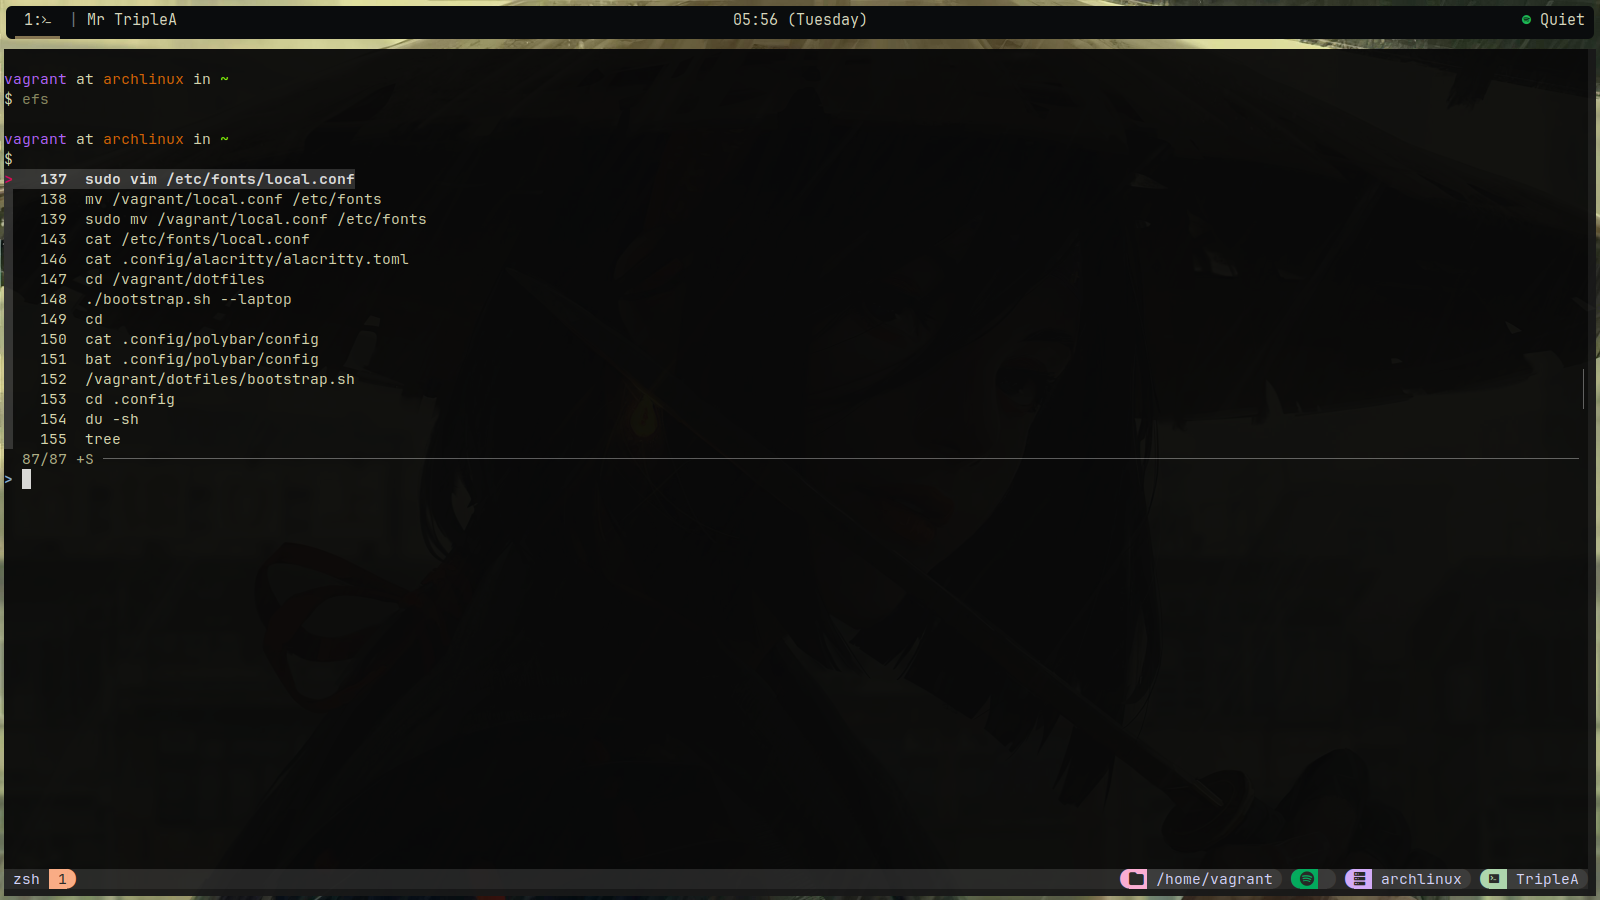 1:>_ | Mr TripleA
05:56 (Tuesday)
Quiet
vagrant at archlinux in ~
$ efs
vagrant at archlinux in ~
$
> 137 sudo vim /etc/fonts/local.conf
138 mv /vagrant/local.conf /etc/fonts
139 sudo mv /vagrant/local.conf /etc/fonts
143 cat /etc/fonts/local.conf
146 cat .config/alacritty/alacritty.toml
147 cd /vagrant/dotfiles
148 ./bootstrap.sh --laptop
149 cd
150 cat .config/polybar/config
151 bat .config/polybar/config
152 /vagrant/dotfiles/bootstrap.sh
153 cd .config
154 du -sh
155 tree
87/87 +S
>
zsh 1
/home/vagrant
archlinux
TripleA